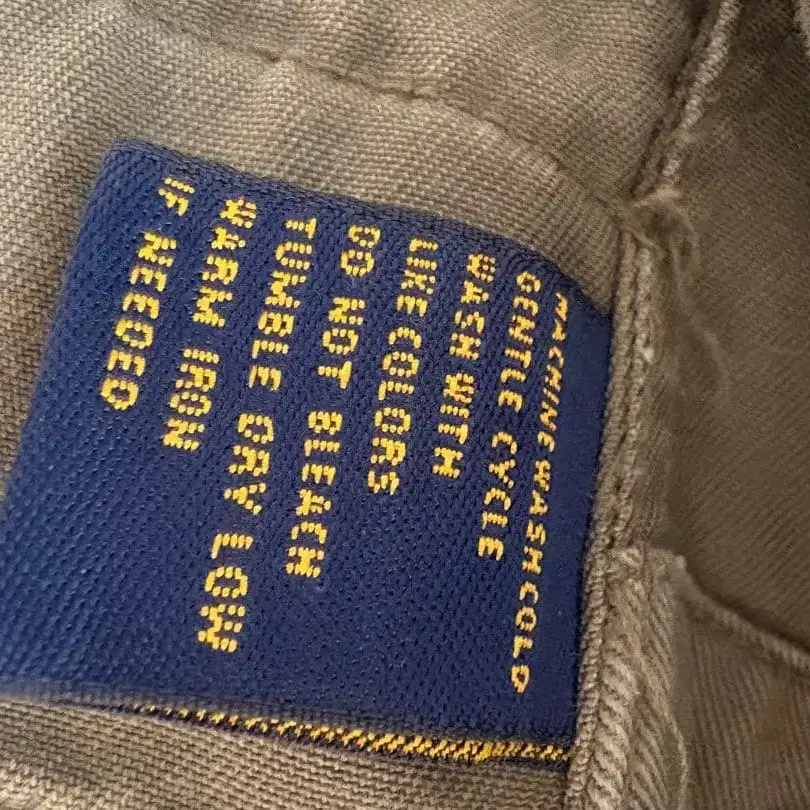 MACHINE WASH COLD
GENTLE CYCLE
WASH WITH
LIKE COLORS
DO NOT BLEACH
TUMBLE DRY LOW
WARM IRON
IF NEEDED